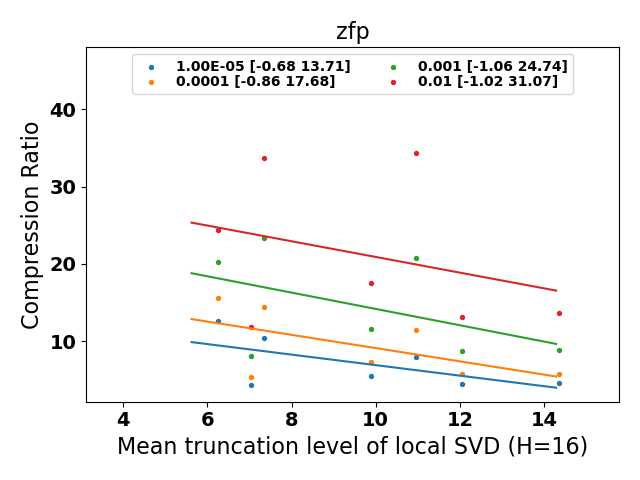 zfp
1.00E-05 [-0.68 13.71]
0.0001 [-0.86 17.68]
0.001 [-1.06 24.74]
0.01 [-1.02 31.07]
Compression Ratio
40
30
20
10
4 6 8 10 12 14
Mean truncation level of local SVD (H=16)